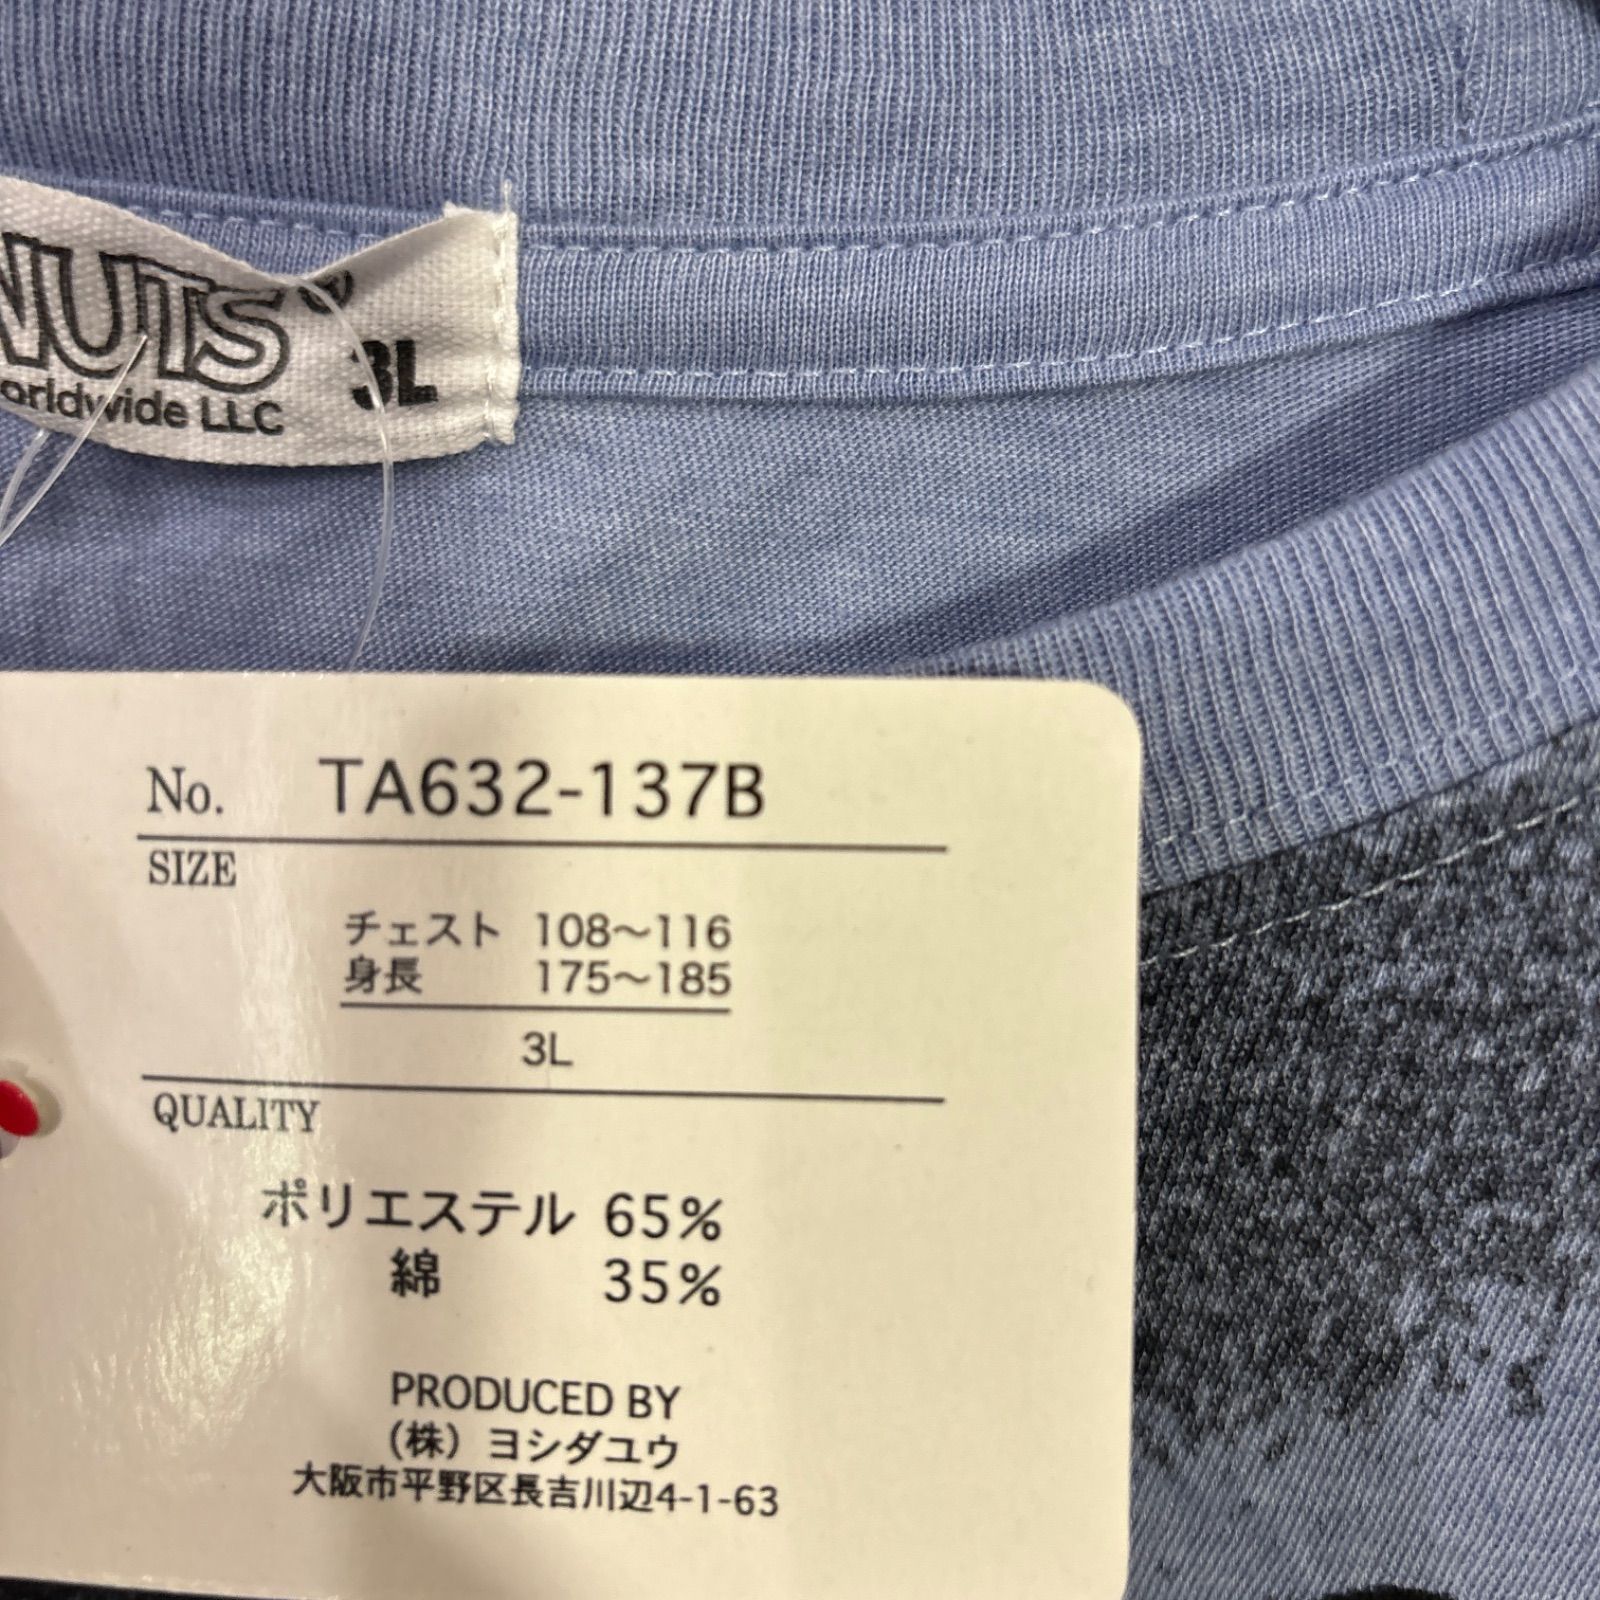 NUTS
orldwide LLC
3L
No. TA632-137B
SIZE
チェスト 108～116
身長 175～185
3L
QUALITY
ポリエステル 65%
綿 35%
PRODUCED BY
(株) ヨシダユウ
大阪市平野区長吉川辺4-1-63